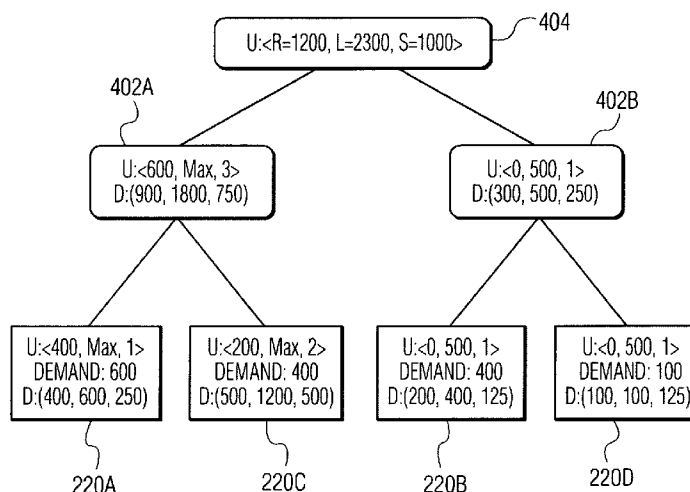 U:<R=1200, L=2300, S=1000>
404
402A
402B
U:<600, Max, 3>
D:(900, 1800, 750)
U:<0, 500, 1>
D:(300, 500, 250)
U:<400, Max, 1>
DEMAND: 600
D:(400, 600, 250)
U:<200, Max, 2>
DEMAND: 400
D:(500, 1200, 500)
U:<0, 500, 1>
DEMAND: 400
D:(200, 400, 125)
U:<0, 500, 1>
DEMAND: 100
D:(100, 100, 125)
220A
220C
220B
220D